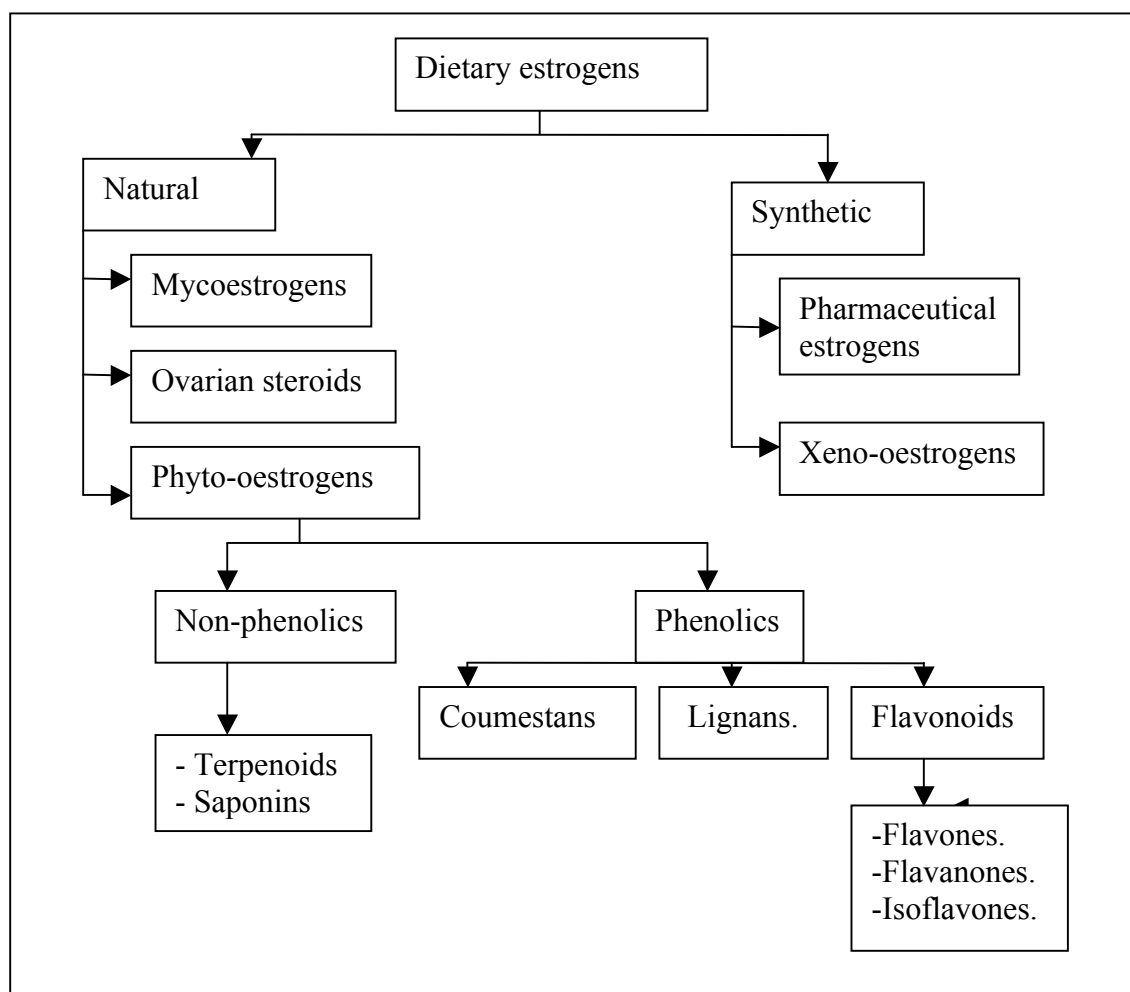 Dietary estrogens
Natural
Synthetic
Mycoestrogens
Pharmaceutical
estrogens
Ovarian steroids
Xeno-oestrogens
Phyto-oestrogens
Non-phenolics
Phenolics
Coumestans
Lignans.
Flavonoids
- Terpenoids
- Saponins
-Flavones.
-Flavanones.
-Isoflavones.